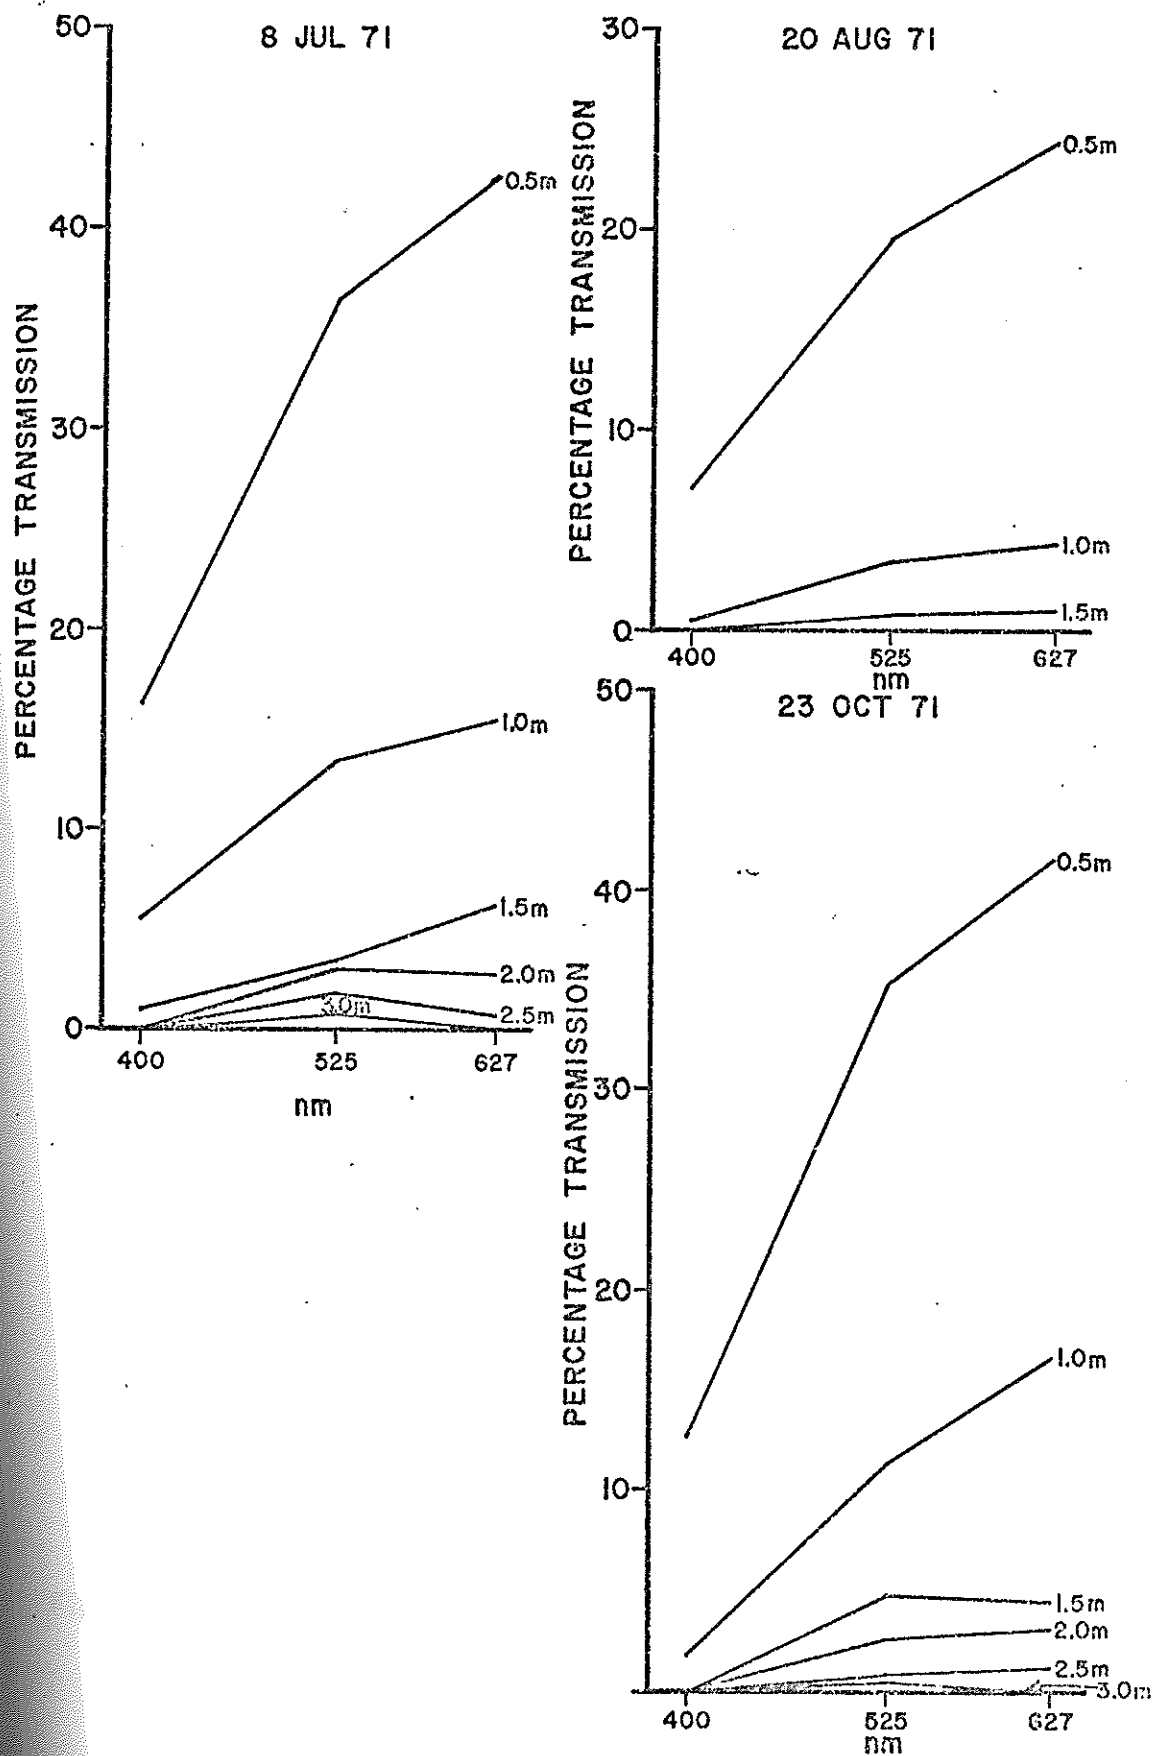 8 JUL 71
PERCENTAGE TRANSMISSION
50
40
30
20
10
0
0.5m
1.0m
1.5m
2.0m
2.5m
3.0m
400 525 627
nm
20 AUG 71
PERCENTAGE TRANSMISSION
30
20
10
0
0.5m
1.0m
1.5m
400 525 627
nm
23 OCT 71
PERCENTAGE TRANSMISSION
50
40
30
20
10
0.5m
1.0m
1.5m
2.0m
2.5m
3.0m
400 525 627
nm